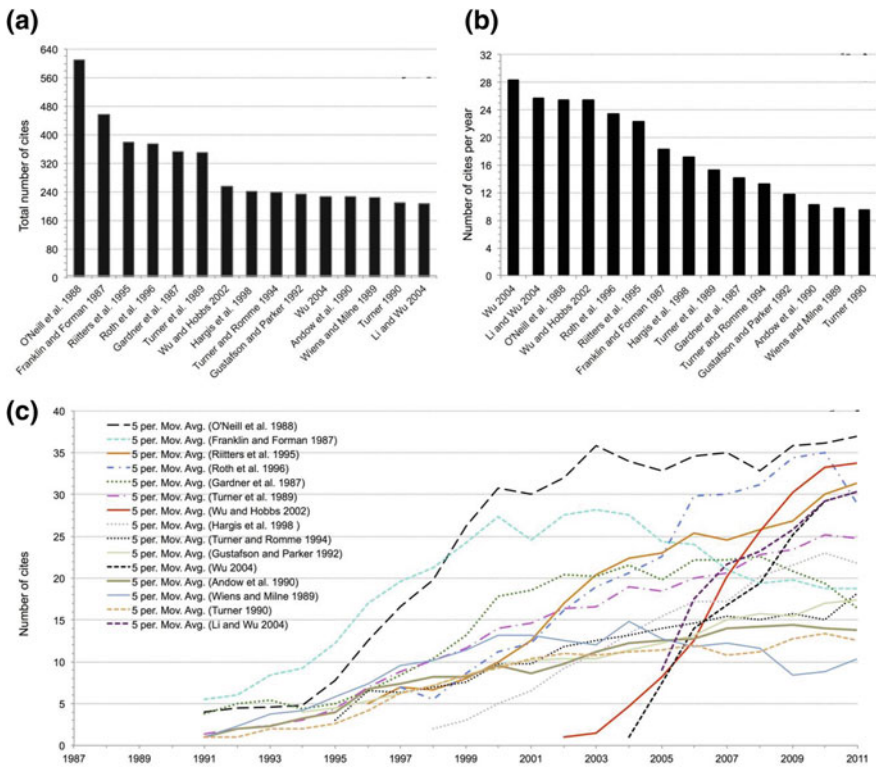 (a)
Total number of cites
640
560
480
400
320
240
160
80
0
O'Neill et al. 1988
Franklin and Forman 1987
Riitters et al. 1995
Roth et al. 1996
Gardner et al. 1987
Turner et al. 1989
Wu and Hobbs 2002
Hargis et al. 1998
Turner and Romme 1994
Gustafson and Parker 1992
Wu 2004
Andow et al. 1990
Wiens and Milne 1989
Turner 1990
Li and Wu 2004
(b)
Number of cites per year
32
28
24
20
16
12
8
4
0
Wu 2004
Li and Wu 2004
O'Neill et al. 1988
Wu and Hobbs 2002
Roth et al. 1996
Riitters et al. 1995
Franklin and Forman 1987
Hargis et al. 1998
Turner et al. 1989
Gardner et al. 1987
Turner and Romme 1994
Gustafson and Parker 1992
Andow et al. 1990
Wiens and Milne 1989
Turner 1990
(c)
Number of cites
40
35
30
25
20
15
10
5
0
5 per. Mov. Avg. (O'Neill et al. 1988)
5 per. Mov. Avg. (Franklin and Forman 1987)
5 per. Mov. Avg. (Riitters et al. 1995)
5 per. Mov. Avg. (Roth et al. 1996)
5 per. Mov. Avg. (Gardner et al. 1987)
5 per. Mov. Avg. (Turner et al. 1989)
5 per. Mov. Avg. (Wu and Hobbs 2002)
5 per. Mov. Avg. (Hargis et al. 1998 )
5 per. Mov. Avg. (Turner and Romme 1994)
5 per. Mov. Avg. (Gustafson and Parker 1992)
5 per. Mov. Avg. (Wu 2004)
5 per. Mov. Avg. (Andow et al. 1990)
5 per. Mov. Avg. (Wiens and Milne 1989)
5 per. Mov. Avg. (Turner 1990)
5 per. Mov. Avg. (Li and Wu 2004)
1987 1989 1991 1993 1995 1997 1999 2001 2003 2005 2007 2009 2011